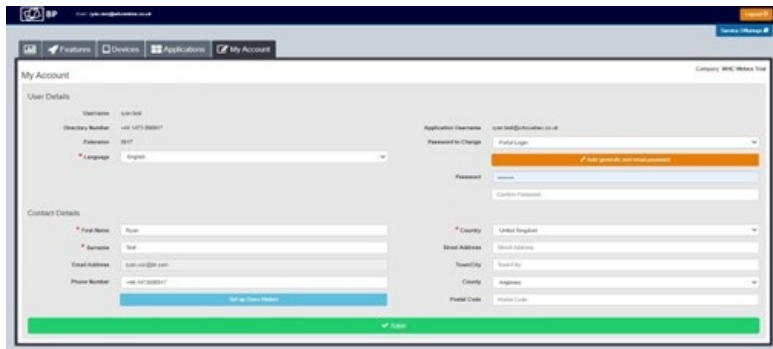 BP
Logout
Service Offerings
Features
Devices
Applications
My Account
My Account
Company: WHC Webex Trial
User Details
Username
ryan.test
Directory Number
Application Username
Extension
Password to Change
Portal Login
* Language
English
Auto generate and email password
Password
Confirm Password
Contact Details
* First Name
Ryan
* Country
United Kingdom
* Surname
Test
Street Address
Street Address
Email Address
Town/City
Town/City
Phone Number
County
Anglesey
Postal Code
Postal Code
Save